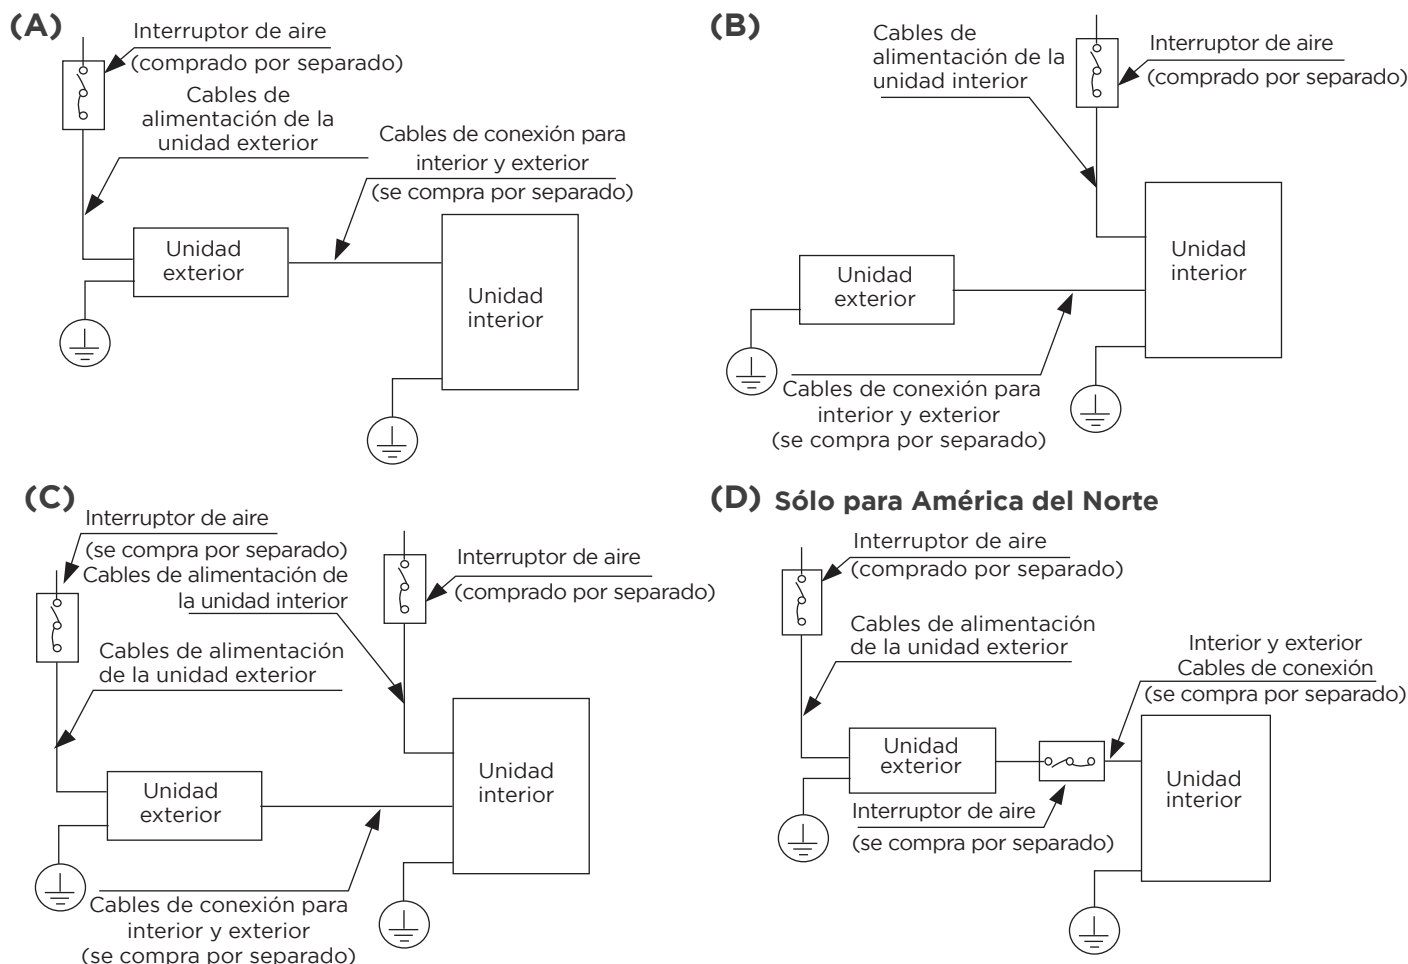 (A)
Interruptor de aire
(comprado por separado)
Cables de
alimentación de la
unidad exterior
Cables de conexión para
interior y exterior
(se compra por separado)
Unidad
exterior
Unidad
interior
(B)
Cables de
alimentación de la
unidad interior
Interruptor de aire
(comprado por separado)
Unidad
interior
Unidad
exterior
Cables de conexión para
interior y exterior
(se compra por separado)
(C)
Interruptor de aire
(se compra por separado)
Cables de alimentación de
la unidad interior
Interruptor de aire
(comprado por separado)
Cables de alimentación
de la unidad exterior
Unidad
exterior
Unidad
interior
Cables de conexión para
interior y exterior
(se compra por separado)
(D) Sólo para América del Norte
Interruptor de aire
(comprado por separado)
Cables de alimentación
de la unidad exterior
Interior y exterior
Cables de conexión
(se compra por separado)
Unidad
exterior
Unidad
interior
Interruptor de aire
(se compra por separado)